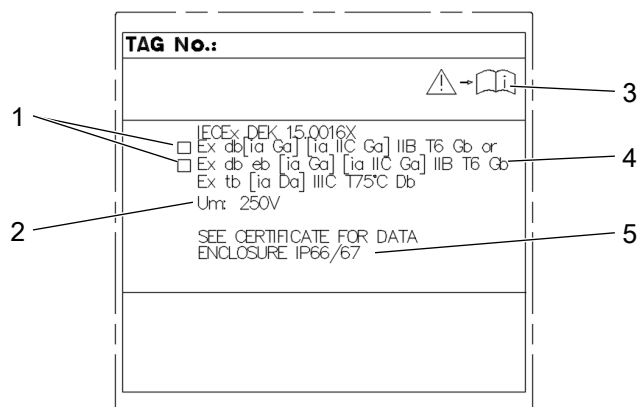 TAG No.:
3
1
IECEx DEK 15.0016X
Ex db[ia Ga] [ia IIC Ga] IIB T6 Gb or
Ex db eb [ia Ga] [ia IIC Ga] IIB T6 Gb
4
Ex tb [ia Da] IIIC T75°C Db
2
Um: 250V
SEE CERTIFICATE FOR DATA
5
ENCLOSURE IP66/67